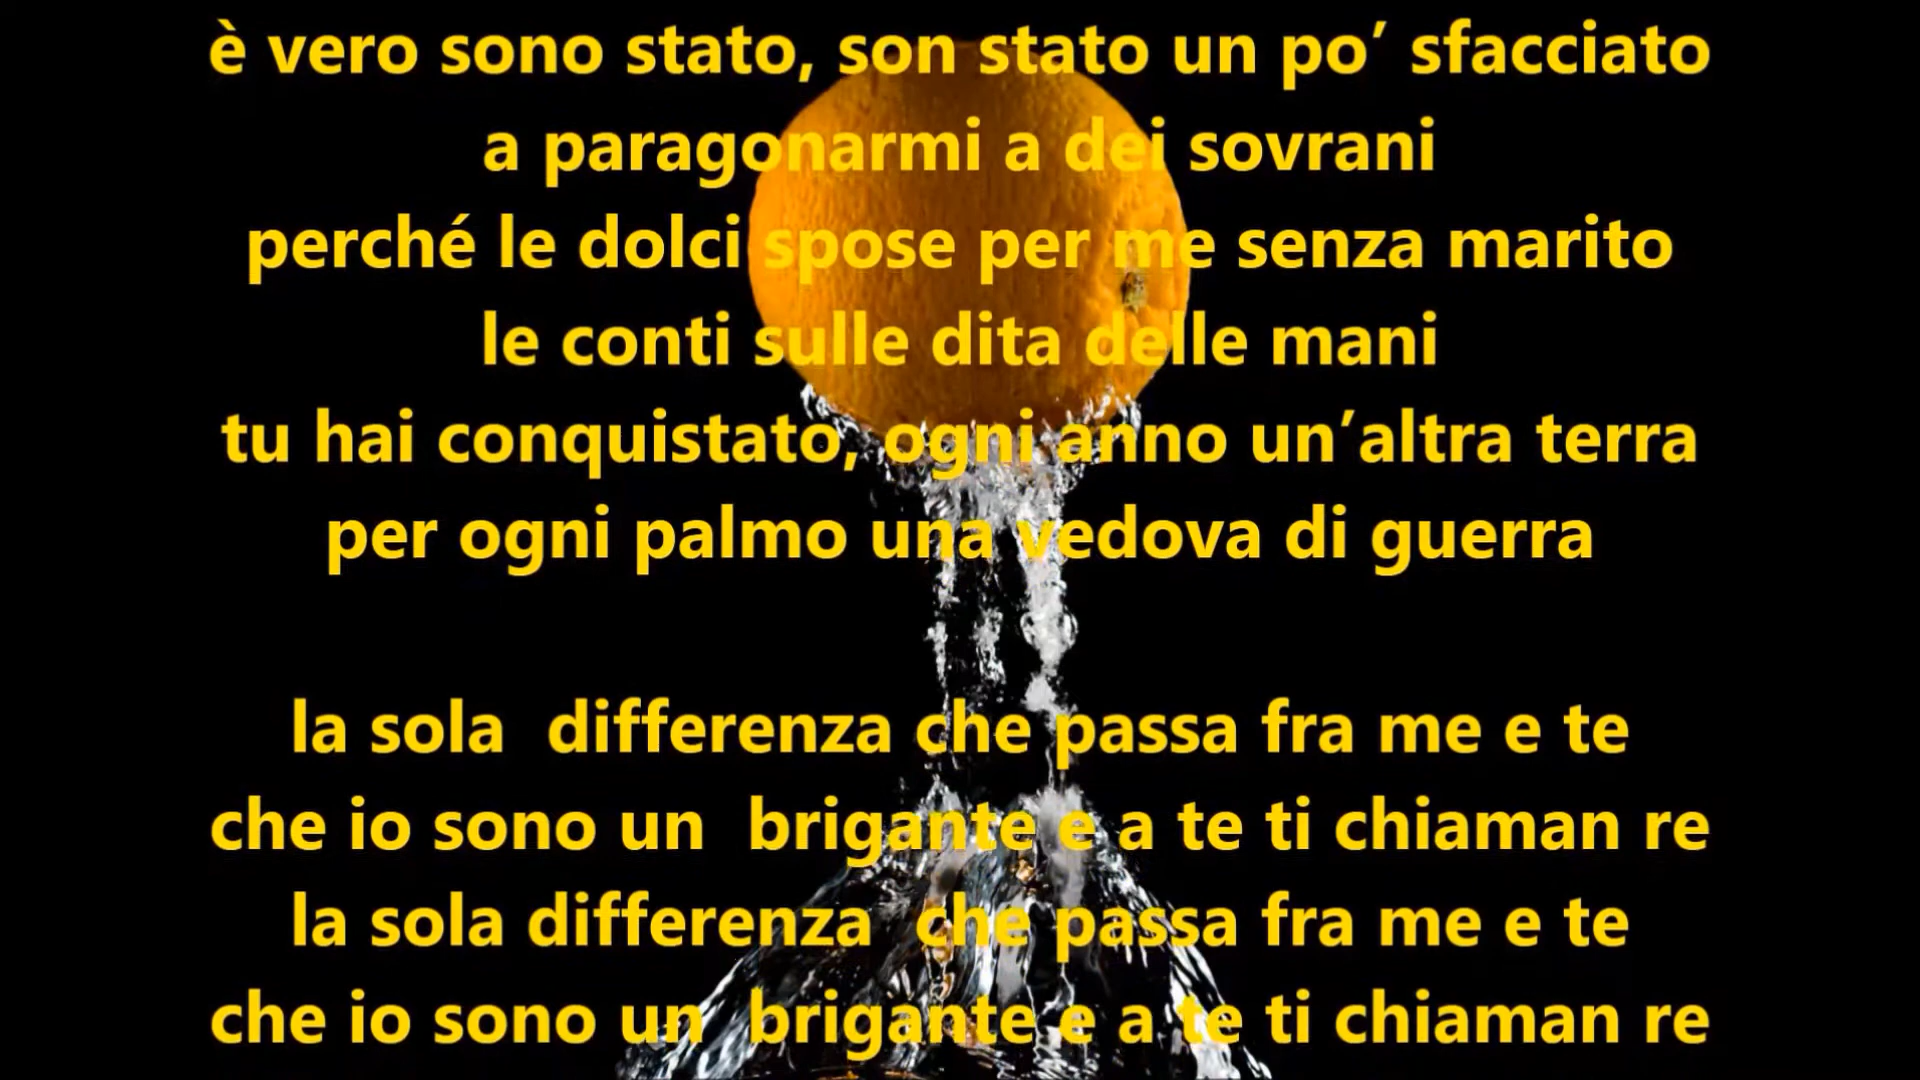 è vero sono stato, son stato un po’ sfacciato
a paragonarmi a dei sovrani
perché le dolci spose per me senza marito
le conti sulle dita delle mani
tu hai conquistato, ogni anno un’altra terra
per ogni palmo una vedova di guerra
la sola  differenza che passa fra me e te
che io sono un  brigante e a te ti chiaman re
la sola differenza  che passa fra me e te
che io sono un  brigante e a te ti chiaman re